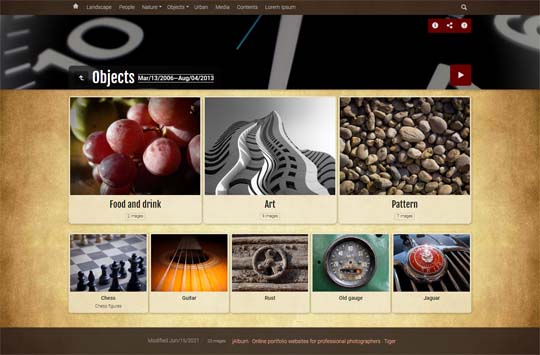 Landscape People Nature Objects Urban Media Contents Lorem Ipsum
Objects Mar/13/2006—Aug/04/2013
Food and drink Art Pattern
2 images 9 images 7 images
Chess Guitar Rust Old gauge Jaguar
Chess figures
Modified Jun/15/2021 23 images jAlbum · Online portfolio websites for professional photographers · Tiger